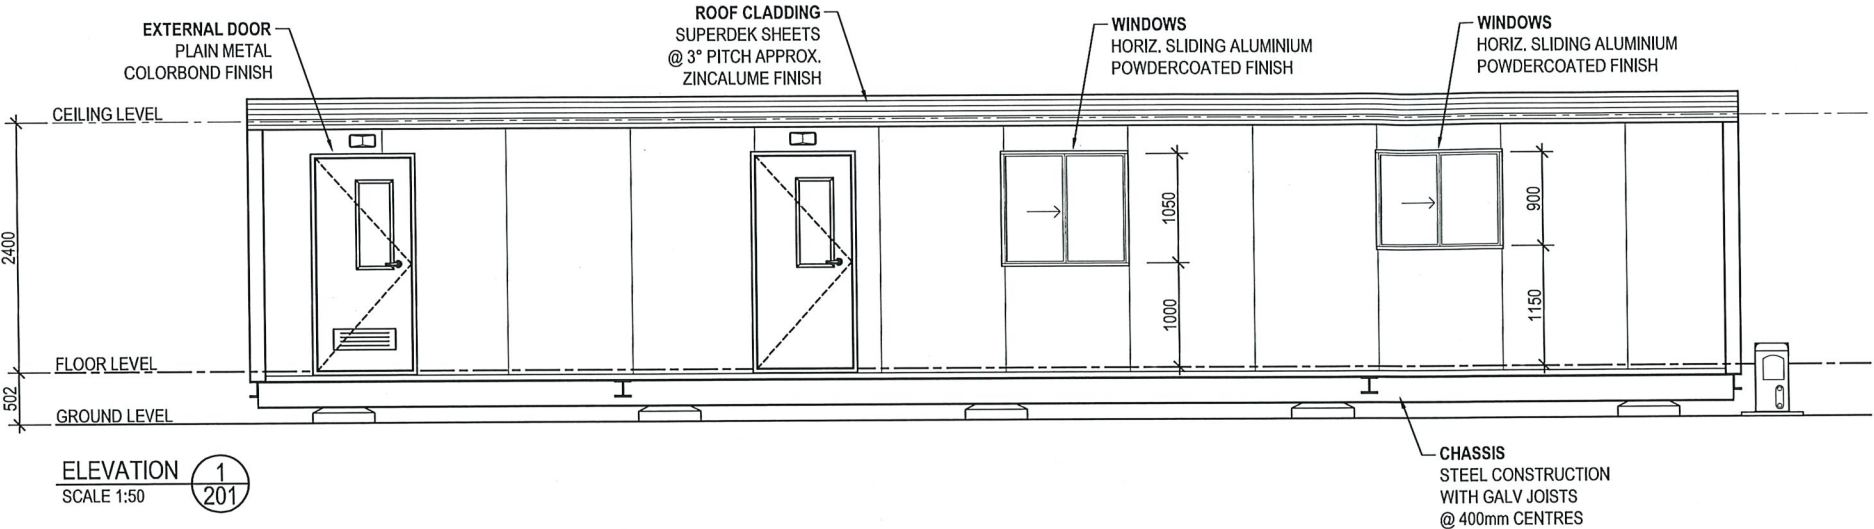 EXTERNAL DOOR
PLAIN METAL
COLORBOND FINISH
ROOF CLADDING
SUPERDEK SHEETS
@ 3° PITCH APPROX.
ZINCALUME FINISH
WINDOWS
HORIZ. SLIDING ALUMINIUM
POWDERCOATED FINISH
WINDOWS
HORIZ. SLIDING ALUMINIUM
POWDERCOATED FINISH
CEILING LEVEL
2400
1050
1000
900
1150
FLOOR LEVEL
502
GROUND LEVEL
CHASSIS
STEEL CONSTRUCTION
WITH GALV JOISTS
@ 400mm CENTRES
ELEVATION
SCALE 1:50
1
201